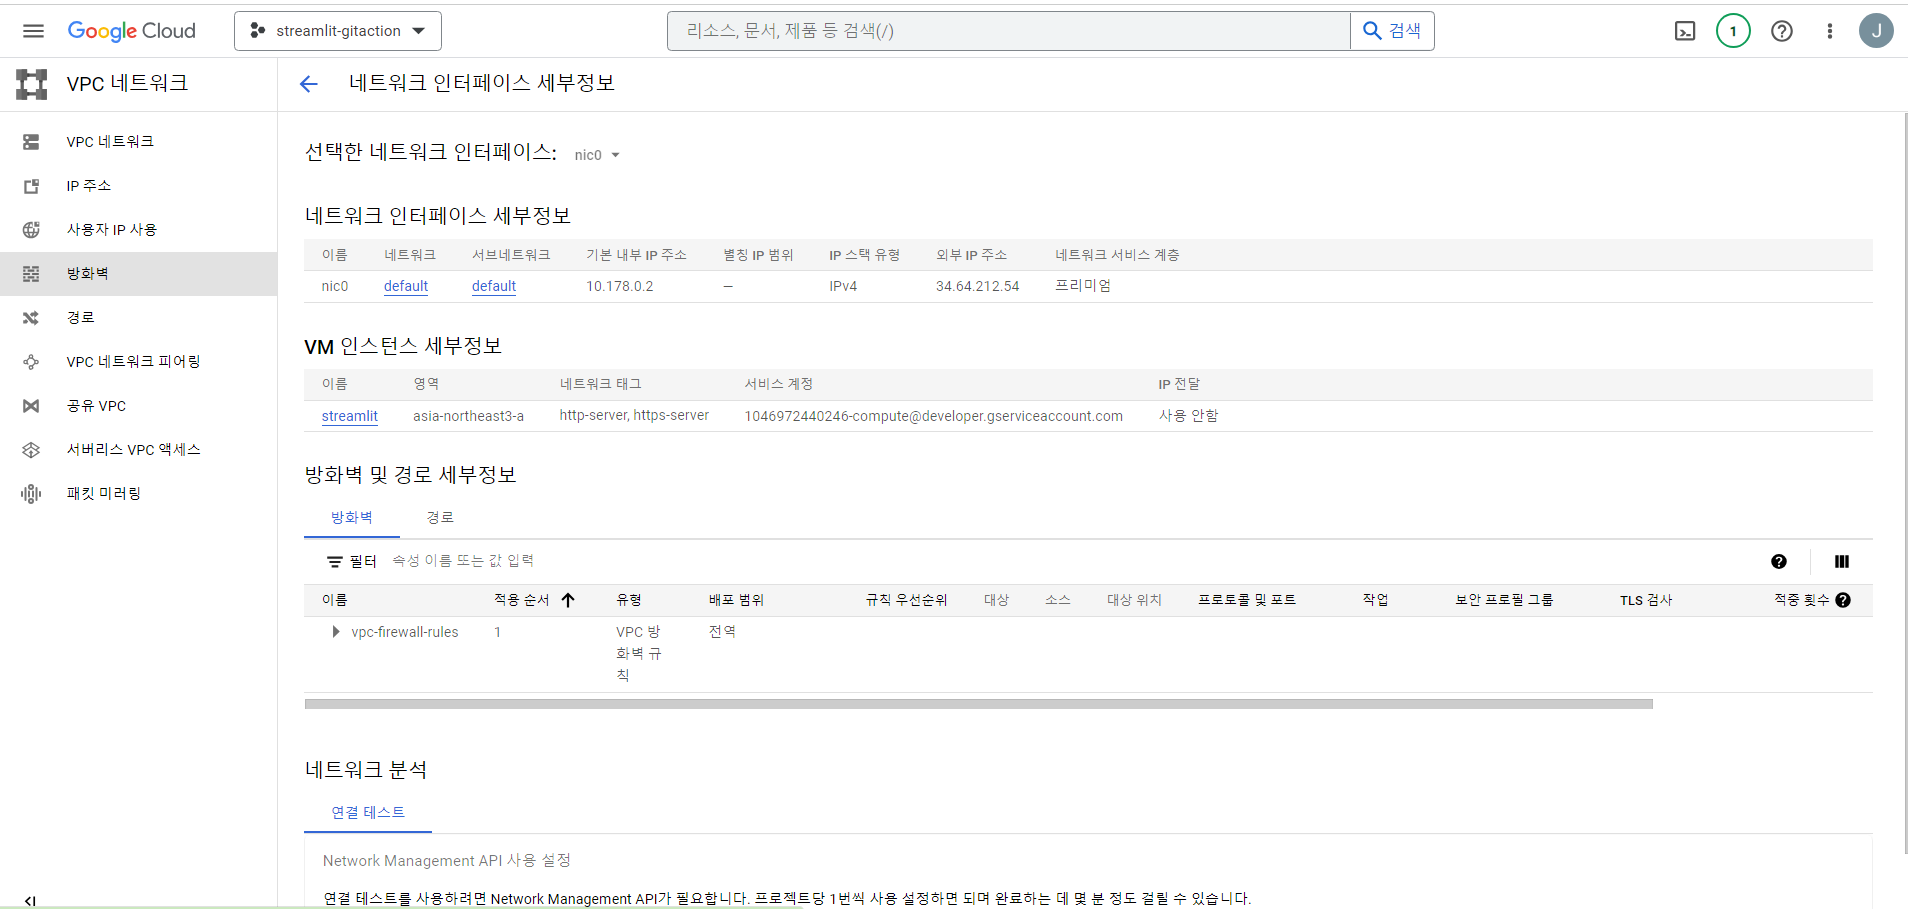 Google Cloud
streamlit-gitaction
리소스, 문서, 제품 등 검색(/)
검색
1
J
VPC 네트워크
네트워크 인터페이스 세부정보
VPC 네트워크
IP 주소
사용자 IP 사용
방화벽
경로
VPC 네트워크 피어링
공유 VPC
서버리스 VPC 액세스
패킷 미러링
선택한 네트워크 인터페이스: nic0
네트워크 인터페이스 세부정보
이름 네트워크 서브네트워크 기본 내부 IP 주소 별칭 IP 범위 IP 스택 유형 외부 IP 주소 네트워크 서비스 계층
nic0 default default 10.178.0.2 — IPv4 34.64.212.54 프리미엄
VM 인스턴스 세부정보
이름 영역 네트워크 태그 서비스 계정 IP 전달
streamlit asia-northeast3-a http-server, https-server 1046972440246-compute@developer.gserviceaccount.com 사용 안함
방화벽 및 경로 세부정보
방화벽 경로
필터 속성 이름 또는 값 입력
이름 적용 순서 유형 배포 범위 규칙 우선순위 대상 소스 대상 위치 프로토콜 및 포트 작업 보안 프로필 그룹 TLS 검사 적중 횟수
vpc-firewall-rules 1 VPC 방 전역
화벽 규
칙
네트워크 분석
연결 테스트
Network Management API 사용 설정
연결 테스트를 사용하려면 Network Management API가 필요합니다. 프로젝트당 1번씩 사용 설정하면 되며 완료하는 데 몇 분 정도 걸릴 수 있습니다.